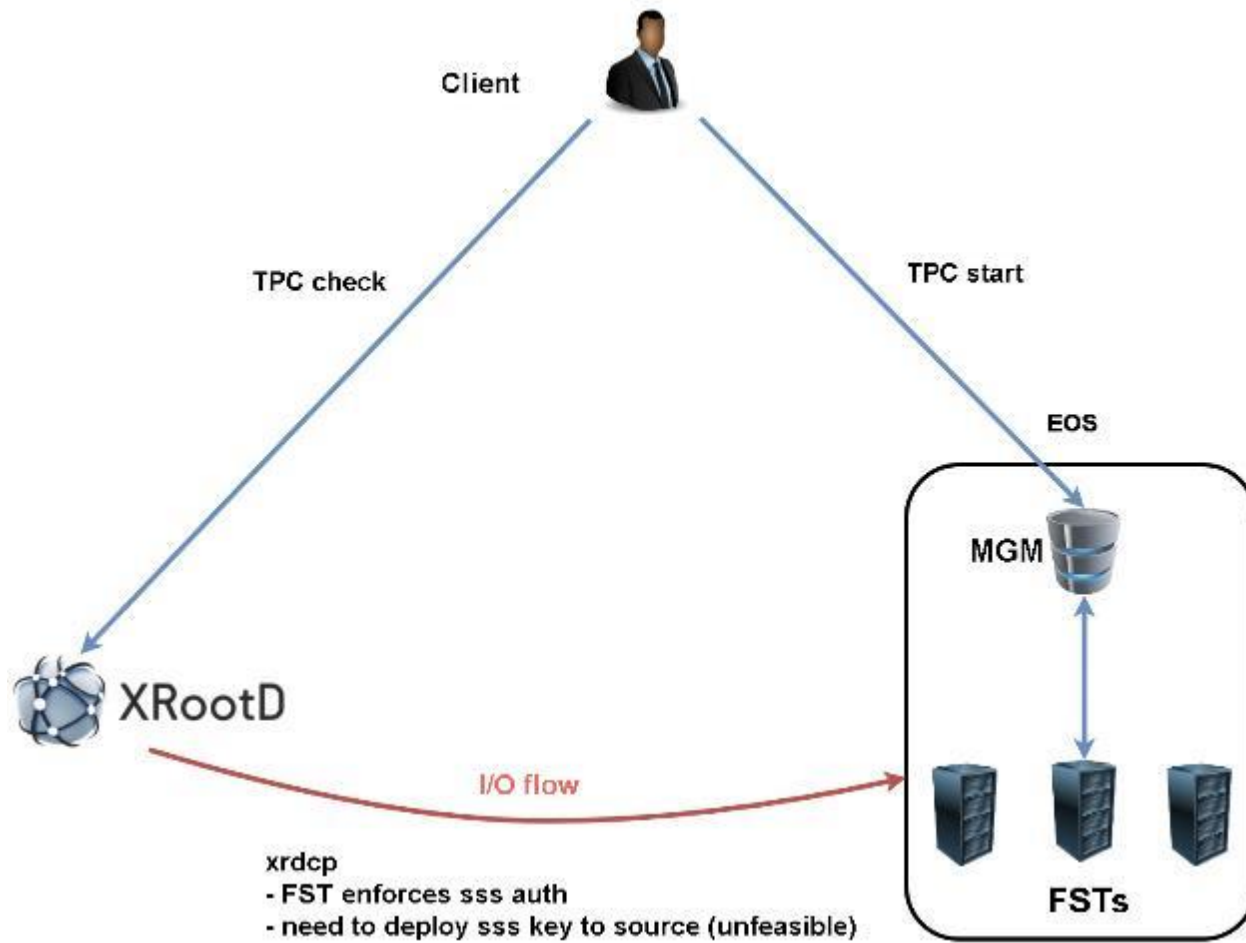 Client
TPC check
TPC start
EOS
MGM
XRootD
I/O flow
xrdcp
- FST enforces sss auth
- need to deploy sss key to source (unfeasible)
FSTs